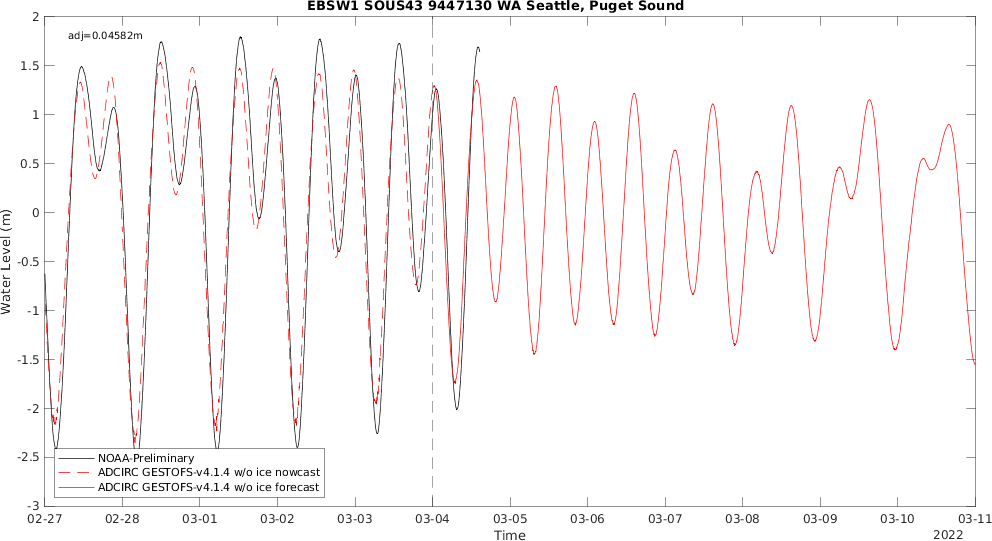 EBSW1 SOUS43 9447130 WA Seattle, Puget Sound
adj=0.04582m
2
1.5
1
0.5
0
-0.5
-1
-1.5
-2
-2.5
-3
Water Level (m)
NOAA-Preliminary
ADCIRC GESTOFS-v4.1.4 w/o ice nowcast
ADCIRC GESTOFS-v4.1.4 w/o ice forecast
02-27 02-28 03-01 03-02 03-03 03-04 03-05 03-06 03-07 03-08 03-09 03-10 03-11
Time
2022